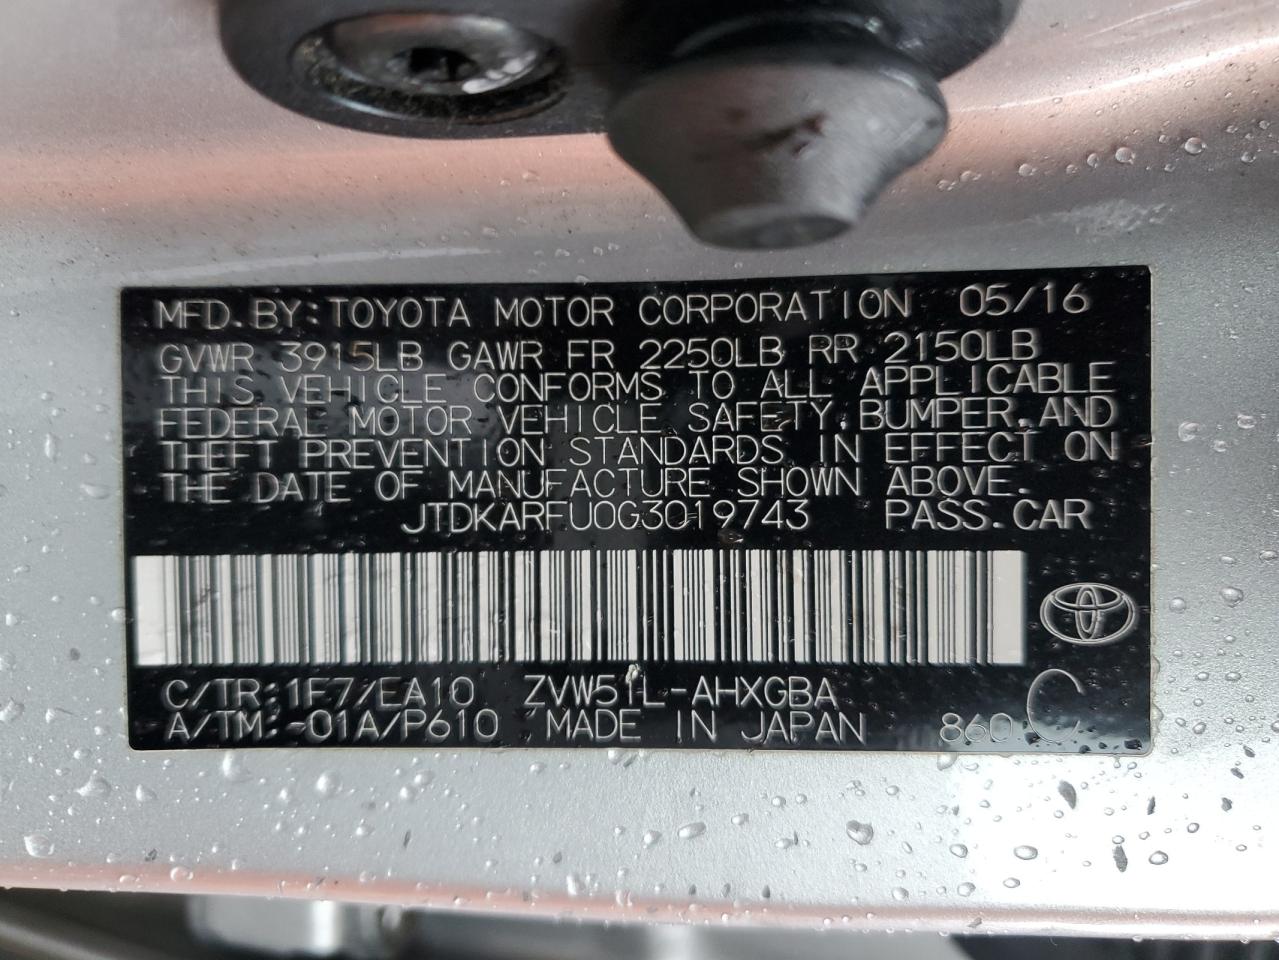 MFD. BY: TOYOTA MOTOR CORPORATION 05/16
GVWR 3915LB GAWR FR 2250LB RR 2150LB
THIS VEHICLE CONFORMS TO ALL APPLICABLE
FEDERAL MOTOR VEHICLE SAFETY, BUMPER, AND
THEFT PREVENTION STANDARDS IN EFFECT ON
THE DATE OF MANUFACTURE SHOWN ABOVE.
JTDKARFU0G3019743 PASS. CAR
C/TR: 1F7/EA10 ZVW51L-AHXGBA
A/TM: -01A/P610 MADE IN JAPAN 860 C